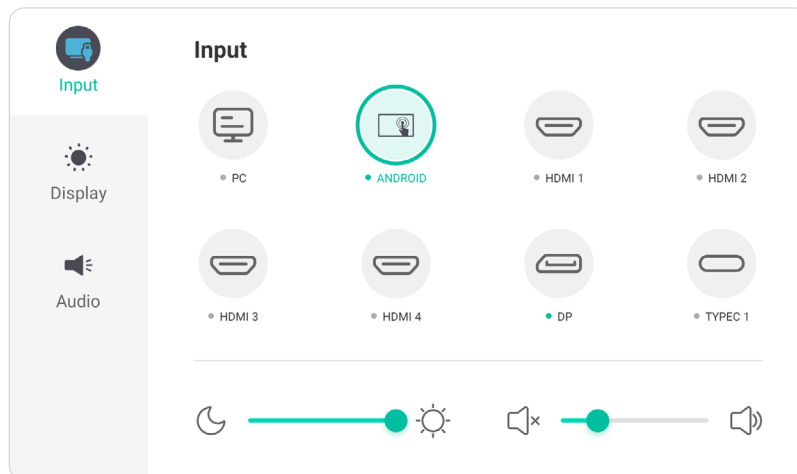 Input
Display
Audio
Input
PC
ANDROID
HDMI 1
HDMI 2
HDMI 3
HDMI 4
DP
TYPEC 1